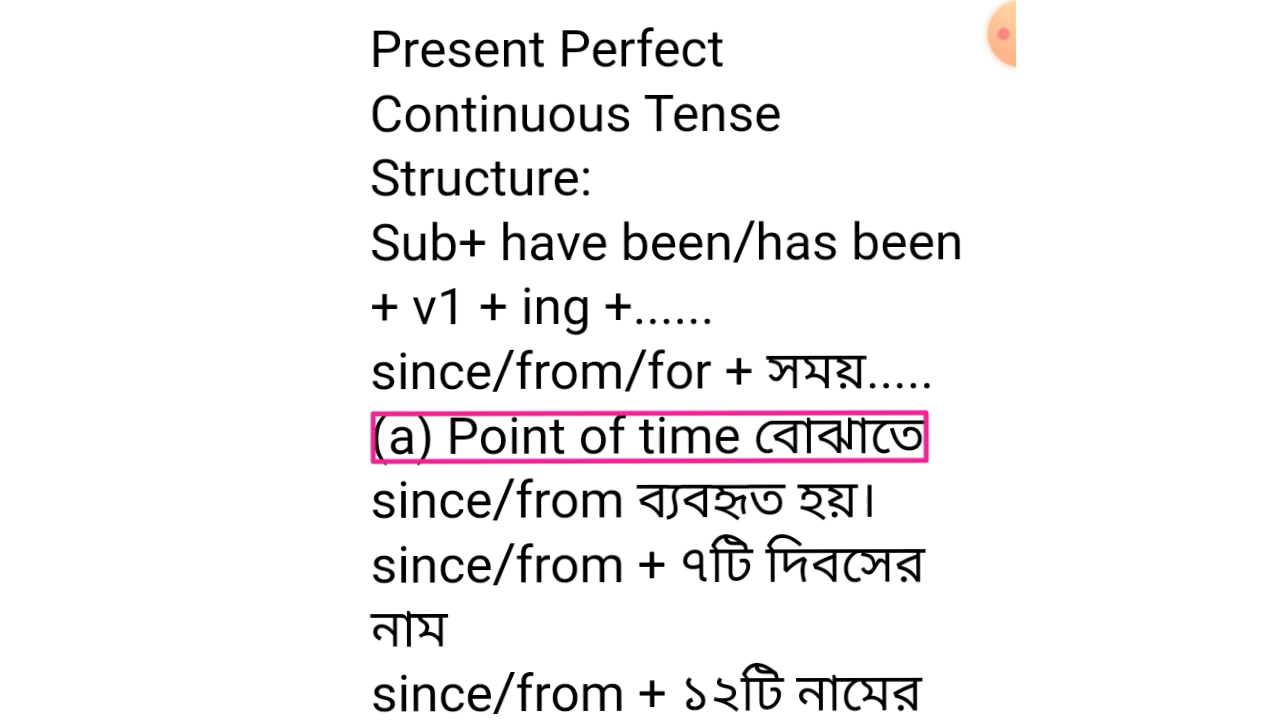 Present Perfect
Continuous Tense
Structure:
Sub+ have been/has been
+ v1 + ing +......
since/from/for + সময়.....
(a) Point of time বোঝাতে
since/from ব্যবহৃত হয়।
since/from + ৭টি দিবসের
নাম
since/from + ১২টি নামের